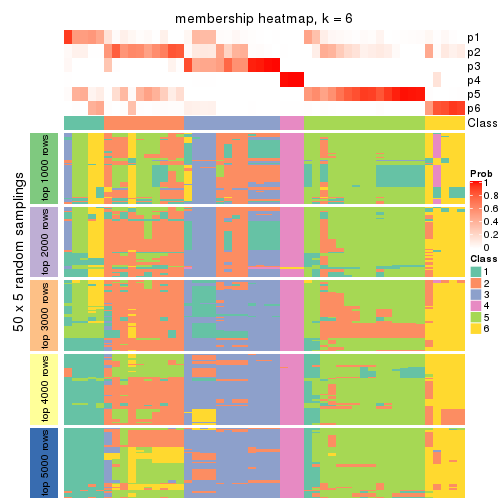 membership heatmap, k = 6
p1
p2
p3
p4
p5
p6
Class
50 x 5 random samplings
top 1000 rows
top 2000 rows
top 3000 rows
top 4000 rows
top 5000 rows
Prob
1
0.8
0.6
0.4
0.2
0
Class
1
2
3
4
5
6